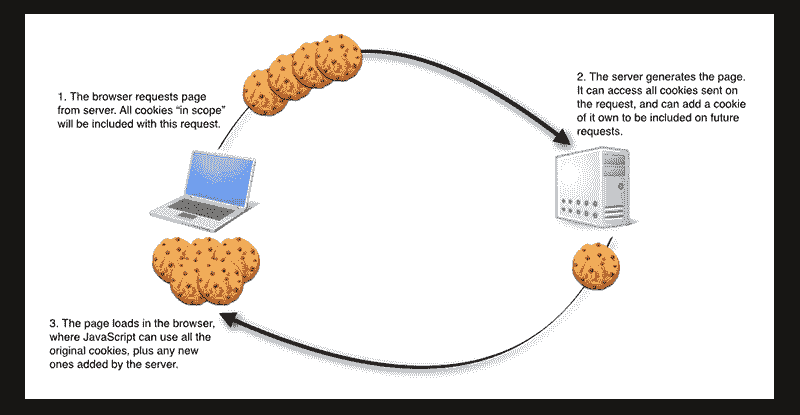 1. The browser requests page
from server. All cookies “in scope”
will be included with this request.
2. The server generates the page.
It can access all cookies sent on
the request, and can add a cookie
of it own to be included on future
requests.
3. The page loads in the browser,
where JavaScript can use all the
original cookies, plus any new
ones added by the server.